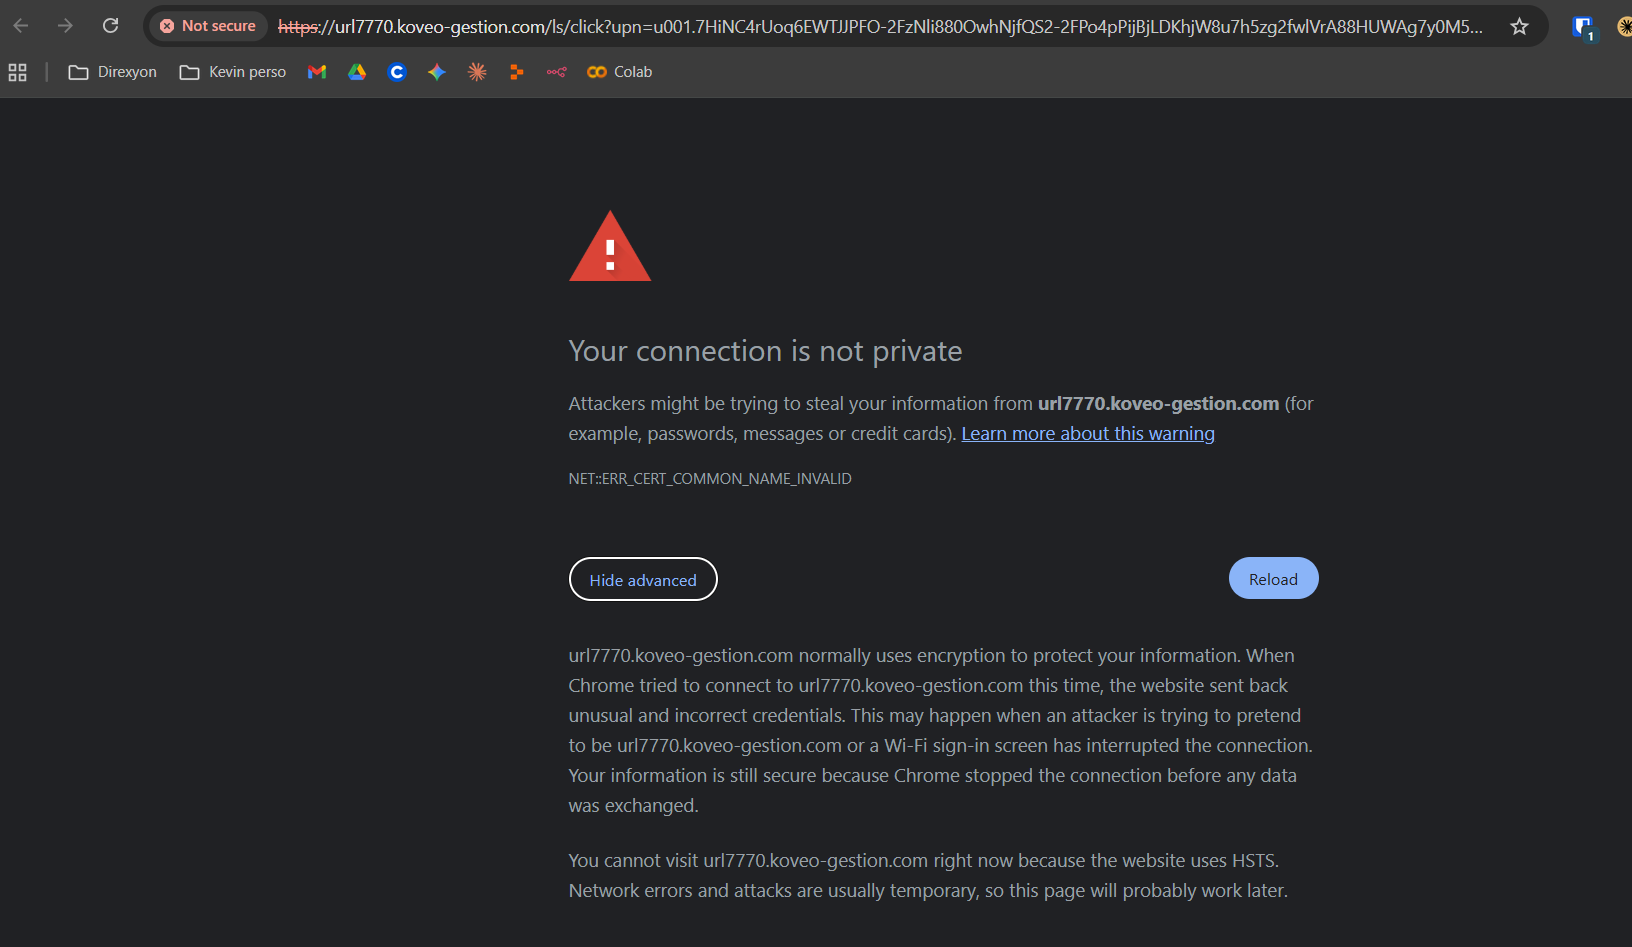 Not secure https://url7770.koveo-gestion.com/ls/click?upn=u001.7HiNC4rUoq6EWTJJPFO-2FzNli880OwhNjfQS2-2FPo4pPijBjLDKhjW8u7h5zg2fwlVrA88HUWAg7y0M5...
1
Direxyon Kevin perso Colab
Your connection is not private
Attackers might be trying to steal your information from url7770.koveo-gestion.com (for
example, passwords, messages or credit cards). Learn more about this warning
NET::ERR_CERT_COMMON_NAME_INVALID
Hide advanced Reload
url7770.koveo-gestion.com normally uses encryption to protect your information. When
Chrome tried to connect to url7770.koveo-gestion.com this time, the website sent back
unusual and incorrect credentials. This may happen when an attacker is trying to pretend
to be url7770.koveo-gestion.com or a Wi-Fi sign-in screen has interrupted the connection.
Your information is still secure because Chrome stopped the connection before any data
was exchanged.
You cannot visit url7770.koveo-gestion.com right now because the website uses HSTS.
Network errors and attacks are usually temporary, so this page will probably work later.